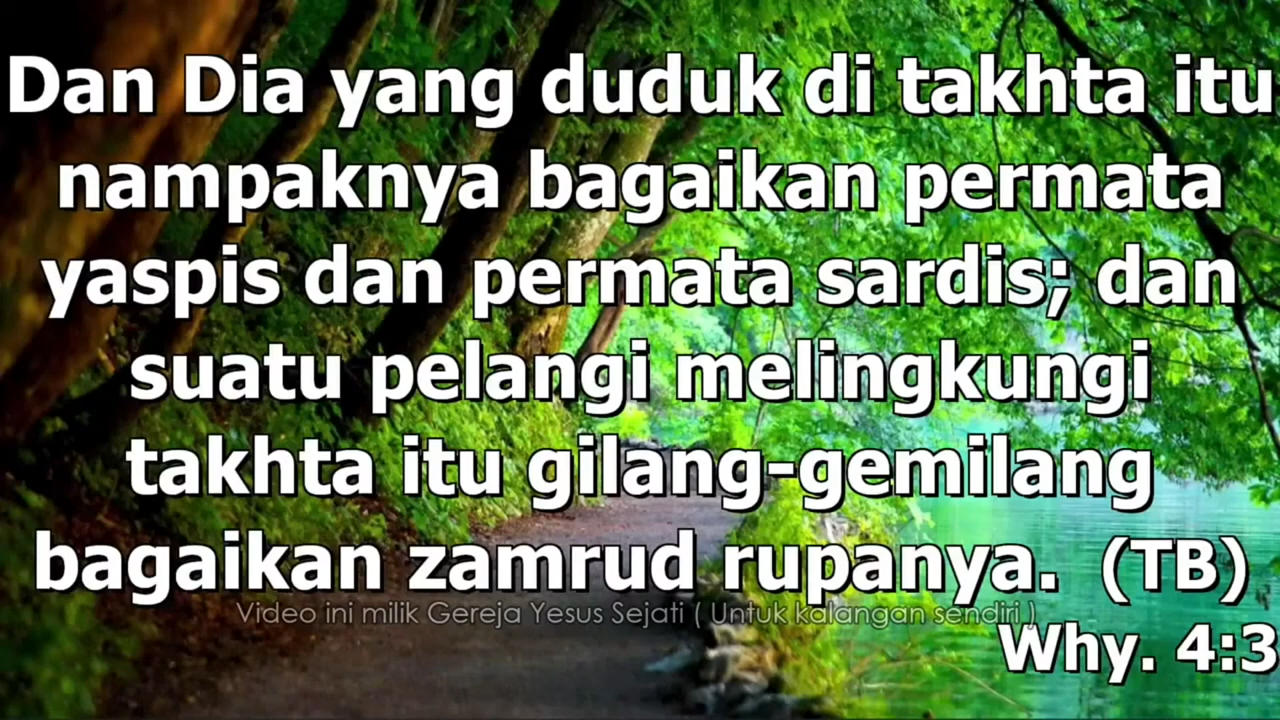 Dan Dia yang duduk di takhta itu
nampaknya bagaikan permata
yaspis dan permata sardis; dan
suatu pelangi melingkungi
takhta itu gilang-gemilang
bagaikan zamrud rupanya. (TB)
Video ini milik Gereja Yesus Sejati ( Untuk kalangan sendiri )
Why. 4:3